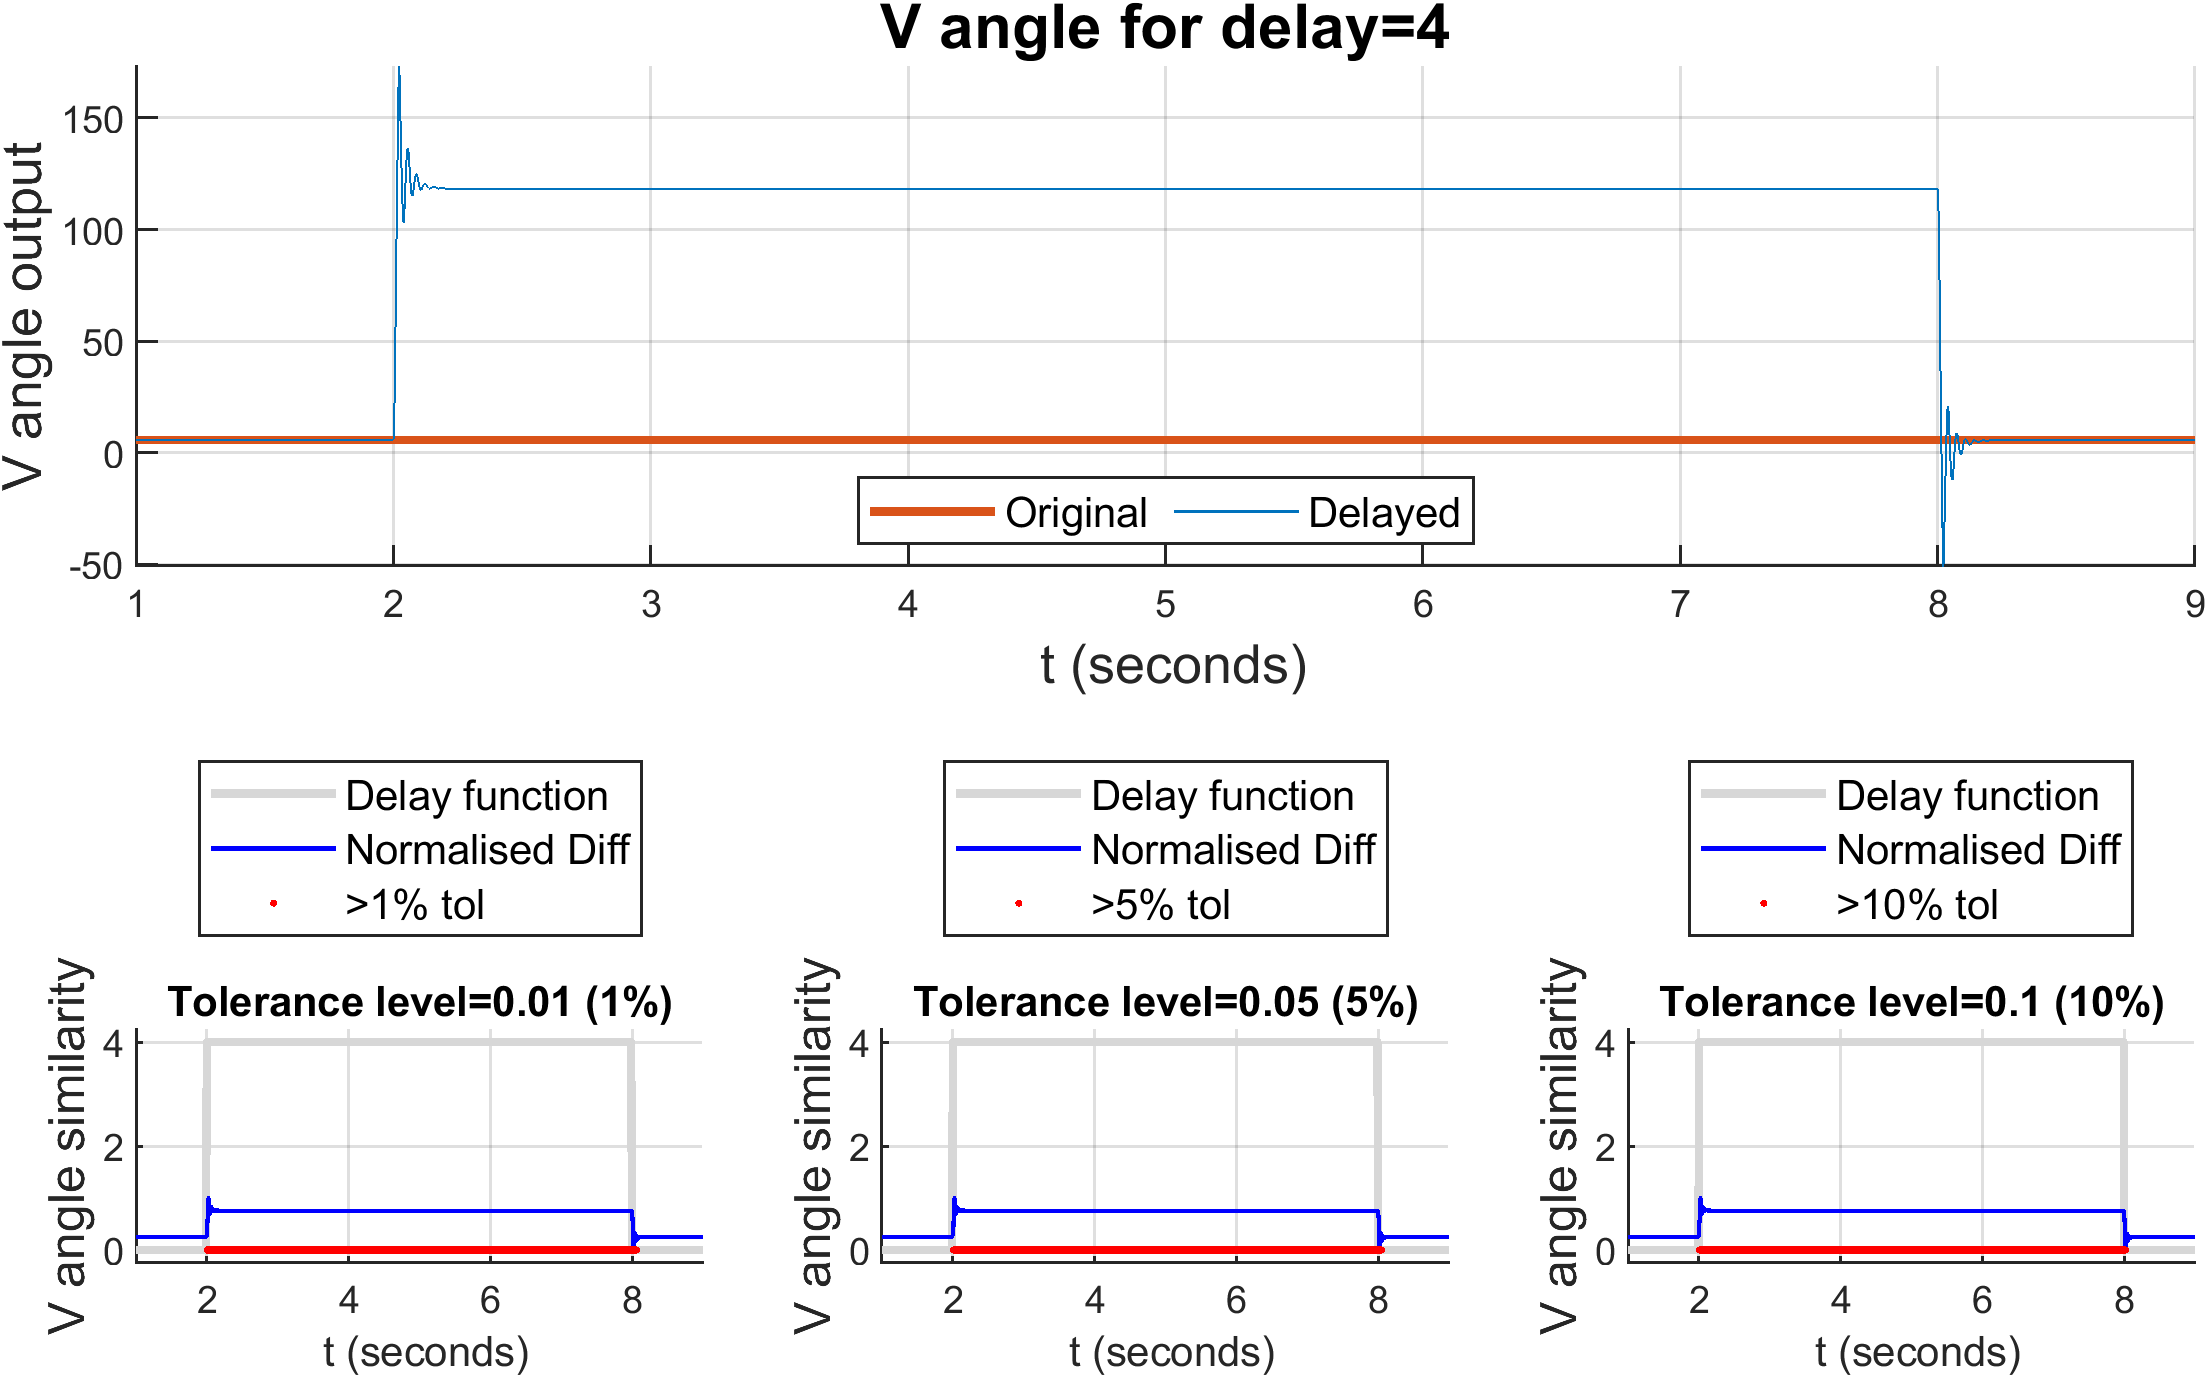 V angle for delay=4
V angle output
150
100
50
0
-50
Original
Delayed
1 2 3 4 5 6 7 8 9
t (seconds)
Delay function
Normalised Diff
>1% tol
Tolerance level=0.01 (1%)
V angle similarity
4
2
0
2 4 6 8
t (seconds)
Delay function
Normalised Diff
>5% tol
Tolerance level=0.05 (5%)
V angle similarity
4
2
0
2 4 6 8
t (seconds)
Delay function
Normalised Diff
>10% tol
Tolerance level=0.1 (10%)
V angle similarity
4
2
0
2 4 6 8
t (seconds)